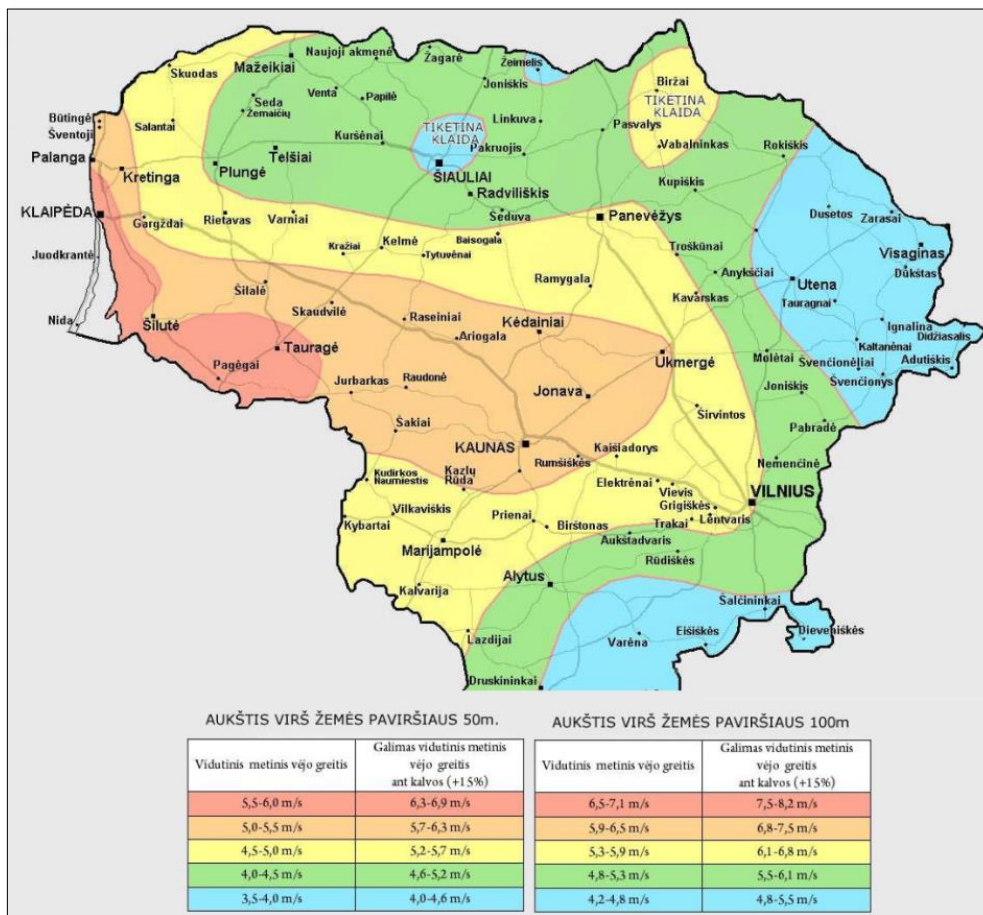 Naujoji akmenė
Žagarė
Žeimelis
Skuodas
Mažeikiai
Joniškis
Biržai
TIKĖTINA
KLAIDA
Seda
Venta
Papilė
Žemaičių
Būtingė
Šventoji
Salantai
Kuršėnai
TIKĖTINA
KLAIDA
Linkuva
Pasvalys
Pakruojis
Vabalninkas
Palanga
Telšiai
Rokiškis
Kretinga
Plungė
ŠIAULIAI
Radviliškis
Kupiškis
KLAIPĖDA
Gargždai
Rietavas
Varniai
Šeduva
Panevėžys
Dusetos
Zarasai
Kražiai
Kelmė
Baisogala
Tytuvėnai
Troškūnai
Visaginas
Juodkrantė
Dūkštas
Anykščiai
Šilalė
Ramygala
Utena
Skaudvilė
Kavarskas
Tauragnai
Nida
Šilutė
Raseiniai
Ariogala
Kėdainiai
Ignalina
Didžiasalis
Tauragė
Kaltanėnai
Ukmergė
Molėtai
Švenčionėliai
Adutiškis
Pagėgai
Jurbarkas
Raudonė
Švenčionys
Jonava
Joniškis
Širvintos
Pabradė
Šakiai
KAUNAS
Kaišiadorys
Rumšiškės
Nemenčinė
Kudirkos
Naumiestis
Kazlų
Rūda
Elektrėnai
Vievis
VILNIUS
Grigiškės
Vilkaviškis
Kybartai
Prienai
Birštonas
Trakai
Lentvaris
Marijampolė
Aukštadvaris
Rūdiškės
Kalvarija
Alytus
Šalčininkai
Lazdijai
Varėna
Eišiškės
Dieveniškės
Druskininkai
AUKŠTIS VIRŠ ŽEMĖS PAVIRŠIAUS 50m.
Vidutinis metinis vėjo greitis
Galimas vidutinis metinis
vėjo greitis
ant kalvos (+15%)
5,5-6,0 m/s 6,3-6,9 m/s
5,0-5,5 m/s 5,7-6,3 m/s
4,5-5,0 m/s 5,2-5,7 m/s
4,0-4,5 m/s 4,6-5,2 m/s
3,5-4,0 m/s 4,0-4,6 m/s
AUKŠTIS VIRŠ ŽEMĖS PAVIRŠIAUS 100m
Vidutinis metinis vėjo greitis
Galimas vidutinis metinis
vėjo greitis
ant kalvos (+15%)
6,5-7,1 m/s 7,5-8,2 m/s
5,9-6,5 m/s 6,8-7,5 m/s
5,3-5,9 m/s 6,1-6,8 m/s
4,8-5,3 m/s 5,5-6,1 m/s
4,2-4,8 m/s 4,8-5,5 m/s